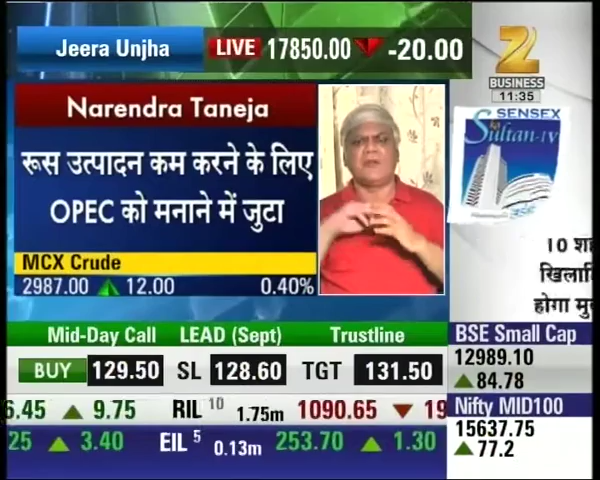 Jeera Unjha LIVE 17850.00 -20.00
Z
BUSINESS
11:35
Narendra Taneja
रूस उत्पादन कम करने के लिए
OPEC को मनाने में जुटा
MCX Crude
2987.00 12.00 0.40%
SENSEX
Sultan-IV
10
होगा
Mid-Day Call LEAD (Sept) Trustline
BUY 129.50 SL 128.60 TGT 131.50
BSE Small Cap
12989.10
84.78
6.45 9.75 RIL 10 1.75m 1090.65 19
Nifty MID100
15637.75
77.2
25 3.40 EIL 5 0.13m 253.70 1.30